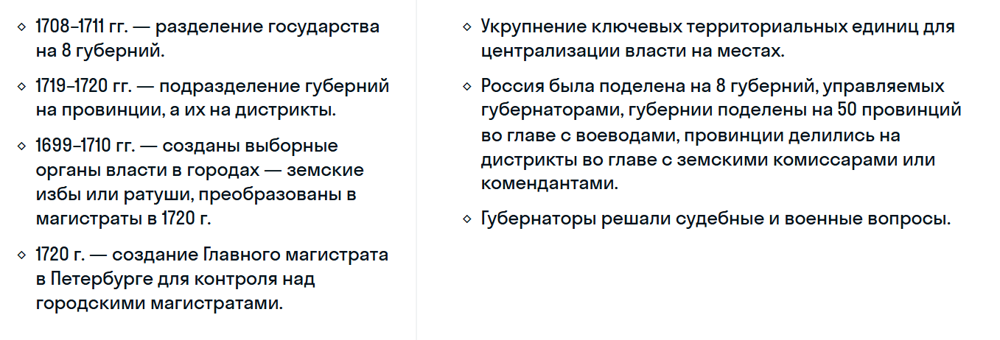 1708–1711 гг. — разделение государства
на 8 губерний.
1719–1720 гг. — подразделение губерний
на провинции, а их на дистрикты.
1699–1710 гг. — созданы выборные
органы власти в городах — земские
избы или ратуши, преобразованы в
магистраты в 1720 г.
1720 г. — создание Главного магистрата
в Петербурге для контроля над
городскими магистратами.
Укрупнение ключевых территориальных единиц для
централизации власти на местах.
Россия была поделена на 8 губерний, управляемых
губернаторами, губернии поделены на 50 провинций
во главе с воеводами, провинции делились на
дистрикты во главе с земскими комиссарами или
комендантами.
Губернаторы решали судебные и военные вопросы.